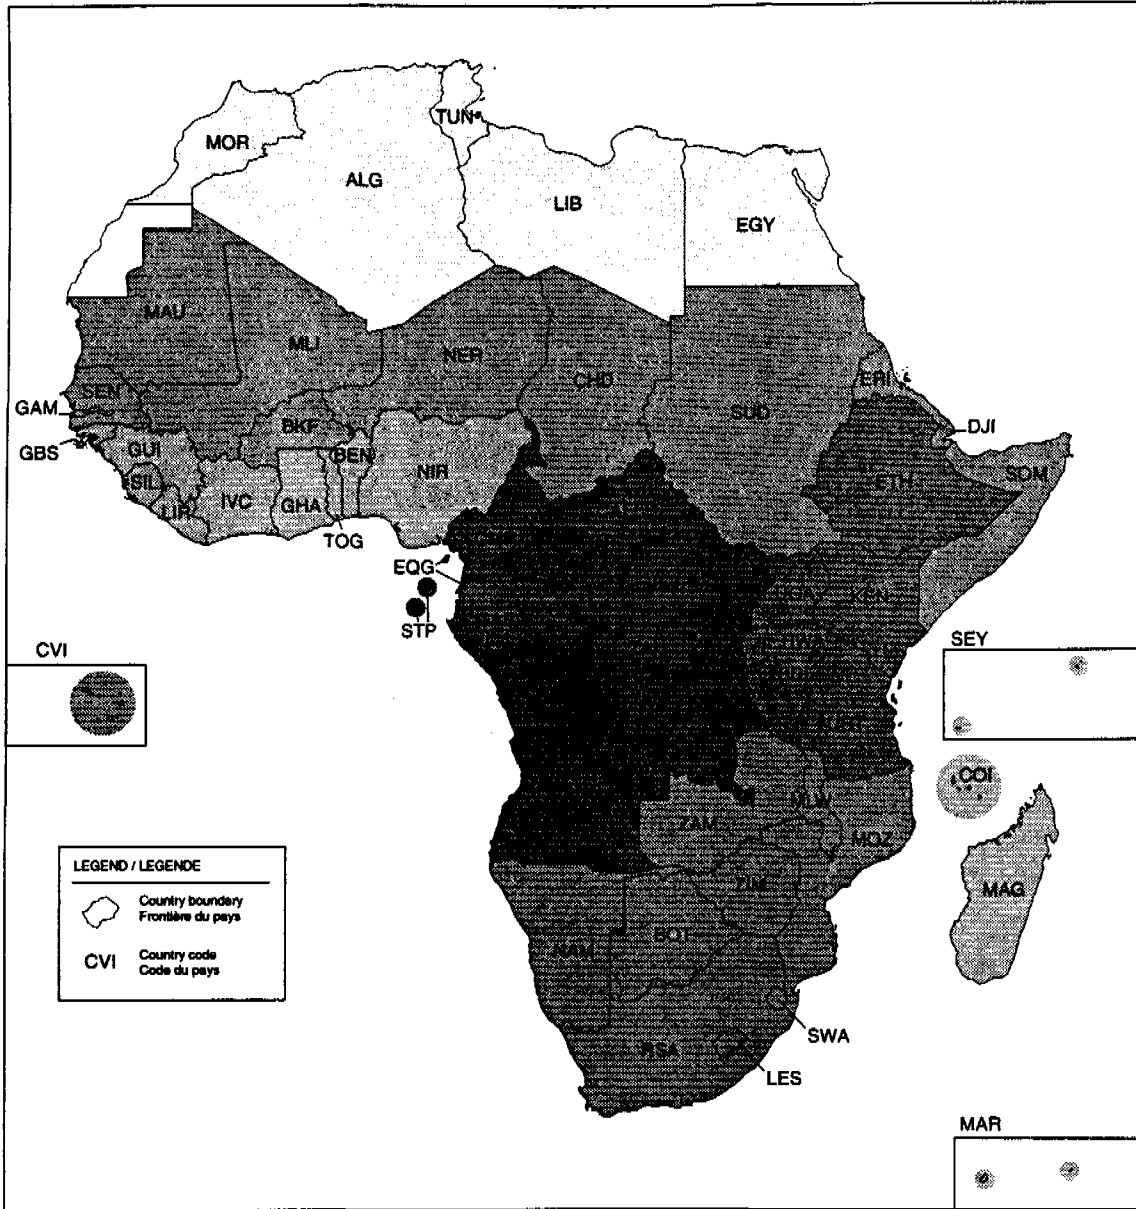 TUN
MOR
ALG
LIB
EGY
MAU
MLI
NER
CHD
SUD
ERI
SEN
GAM
DJI
BKF
GUI
GBS
BEN
NIR
SOM
ETH
SIL
IVC
GHA
LIR
TOG
EQG
UGA
KEN
STP
CVI
SEY
COI
MLW
ZAM
MOZ
LEGEND / LEGENDE
Country boundary
Frontière du pays
CVI
Country code
Code du pays
ZIM
MAG
NAM
BOT
SWA
RSA
LES
MAR